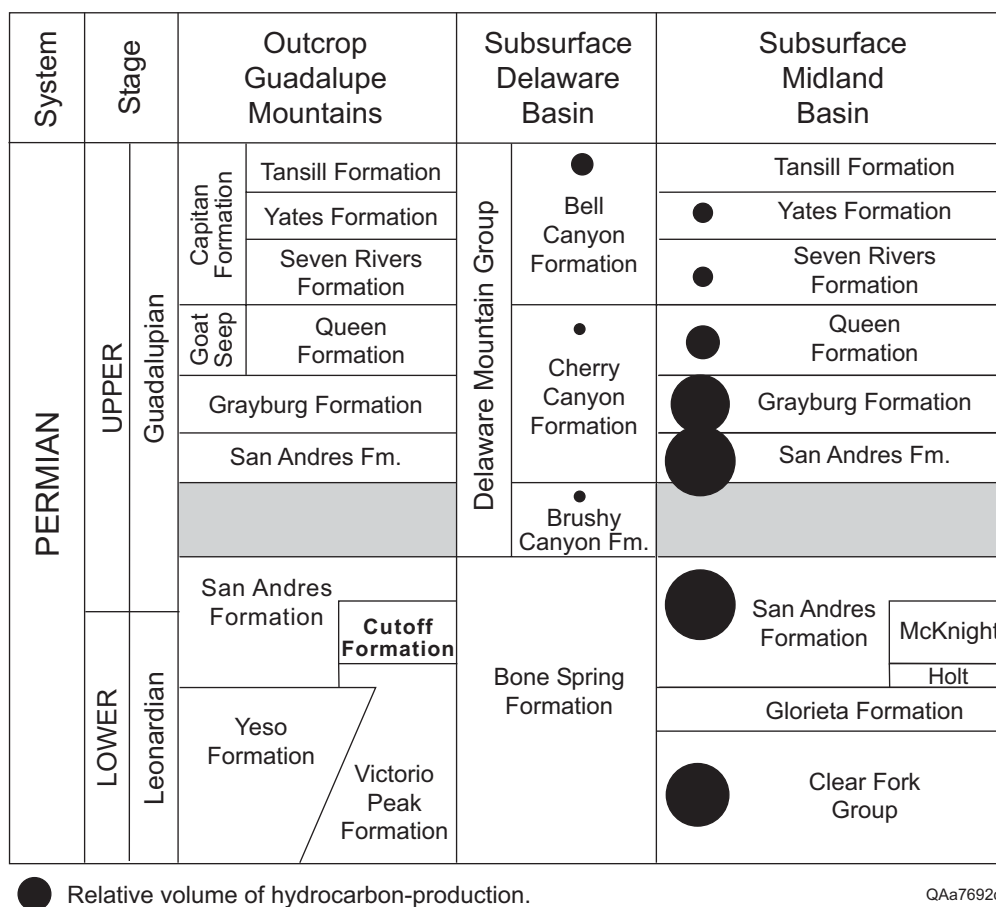 System
Stage
Outcrop
Guadalupe
Mountains
Subsurface
Delaware
Basin
Subsurface
Midland
Basin
PERMIAN
UPPER
LOWER
Guadalupian
Leonardian
Capitan
Formation
Tansill Formation
Yates Formation
Seven Rivers
Formation
Goat
Seep
Queen
Formation
Grayburg Formation
San Andres Fm.
San Andres
Formation
Cutoff
Formation
Yeso
Formation
Victorio
Peak
Formation
Delaware Mountain Group
Bell
Canyon
Formation
Cherry
Canyon
Formation
Brushy
Canyon Fm.
Bone Spring
Formation
Tansill Formation
Yates Formation
Seven Rivers
Formation
Queen
Formation
Grayburg Formation
San Andres Fm.
San Andres
Formation
McKnight
Holt
Glorieta Formation
Clear Fork
Group
Relative volume of hydrocarbon-production.
QAa7692c